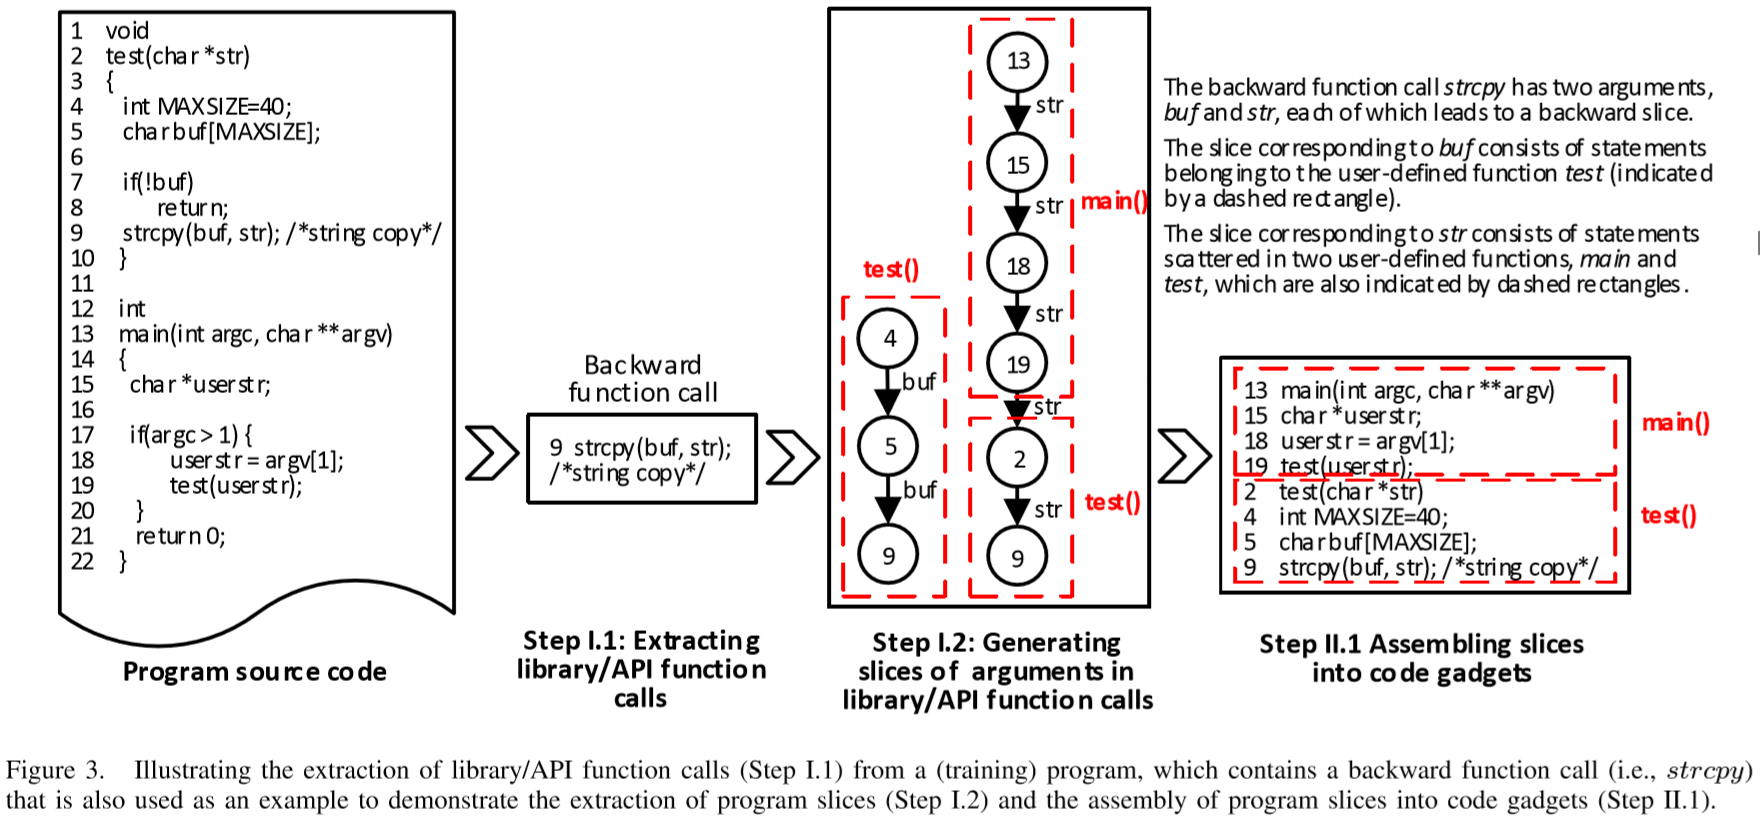 1 void
2 test(char *str)
3 {
4 int MAXSIZE=40;
5 char buf[MAXSIZE];
6
7 if(!buf)
8 return;
9 strcpy(buf, str); /*string copy*/
10 }
11
12 int
13 main(int argc, char **argv)
14 {
15 char *userstr;
16
17 if(argc > 1) {
18 userstr = argv[1];
19 test(userstr);
20 }
21 return 0;
22 }
Program source code
Backward
function call
9 strcpy(buf, str);
/*string copy*/
Step I.1: Extracting
library/API function
calls
test()
4
buf
5
buf
9
13
str
15
str
18
str
19
str
2
str
9
main()
test()
Step I.2: Generating
slices of arguments in
library/API function calls
The backward function call strcpy has two arguments,
buf and str, each of which leads to a backward slice.
The slice corresponding to buf consists of statements
belonging to the user-defined function test (indicated
by a dashed rectangle).
The slice corresponding to str consists of statements
scattered in two user-defined functions, main and
test, which are also indicated by dashed rectangles.
13 main(int argc, char **argv)
15 char *userstr;
18 userstr = argv[1];
19 test(userstr);
2 test(char *str)
4 int MAXSIZE=40;
5 char buf[MAXSIZE];
9 strcpy(buf, str); /*string copy*/
main()
test()
Step II.1 Assembling slices
into code gadgets
Figure 3. Illustrating the extraction of library/API function calls (Step I.1) from a (training) program, which contains a backward function call (i.e., strcpy)
that is also used as an example to demonstrate the extraction of program slices (Step I.2) and the assembly of program slices into code gadgets (Step II.1).